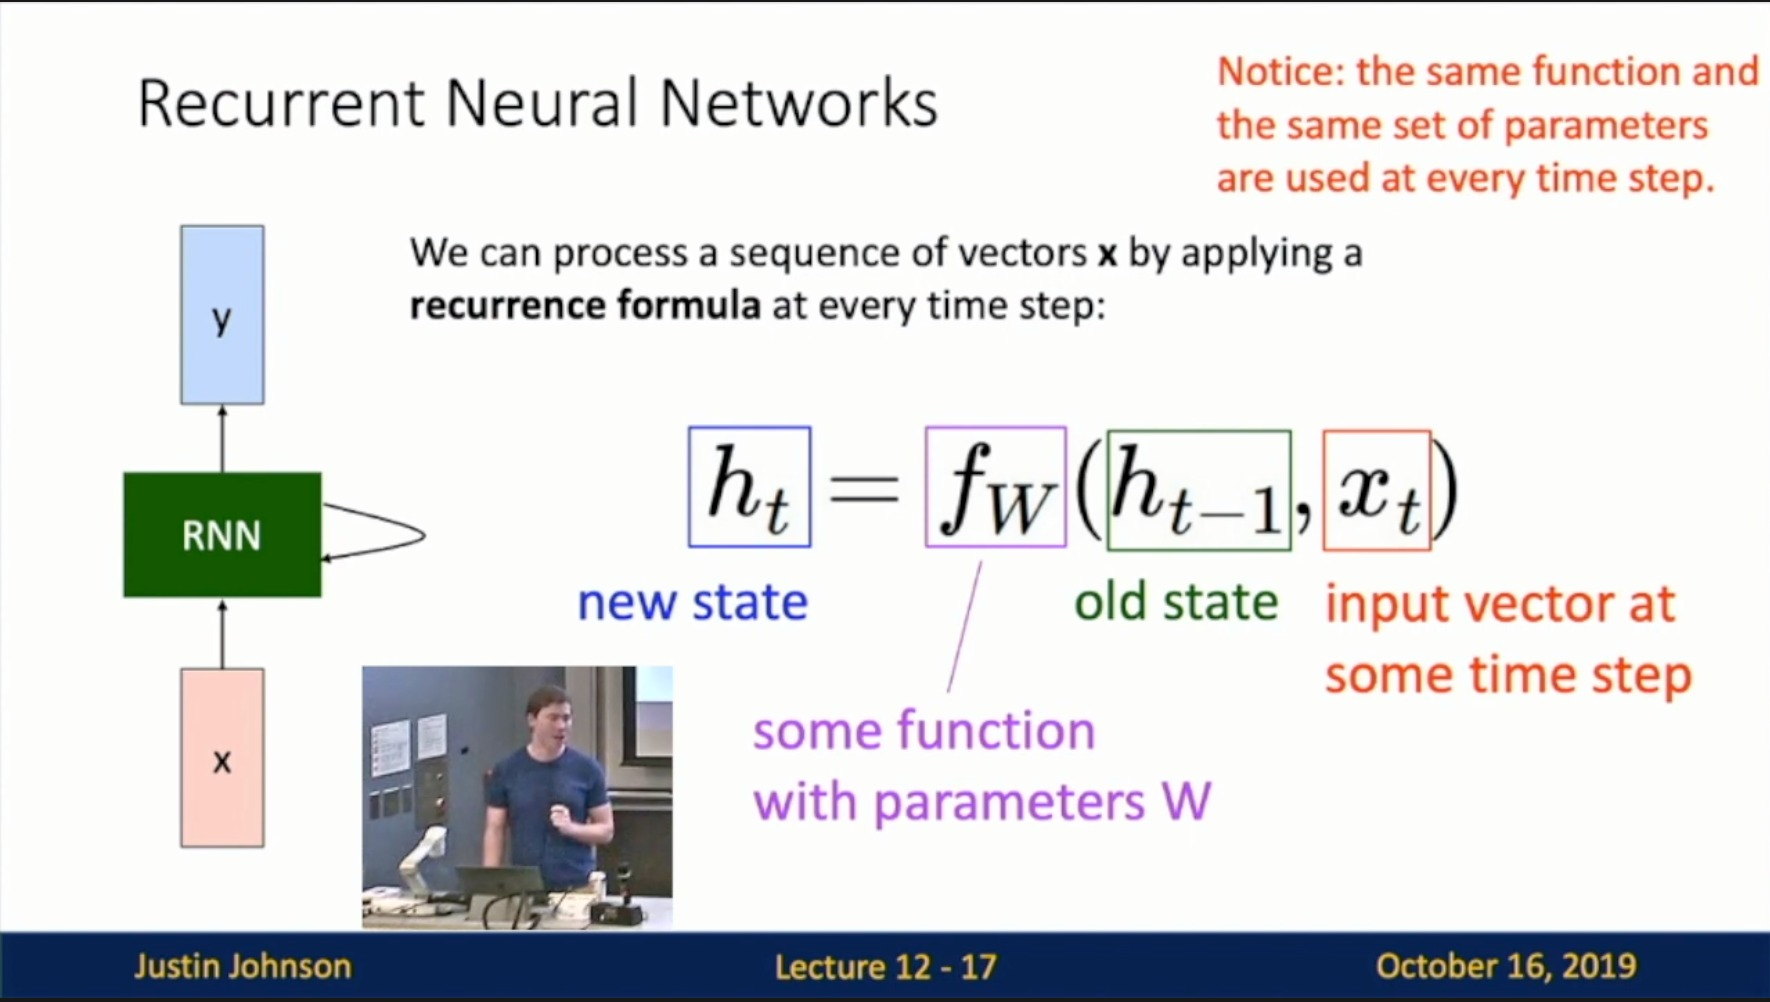 Recurrent Neural Networks
Notice: the same function and
the same set of parameters
are used at every time step.
We can process a sequence of vectors x by applying a
recurrence formula at every time step:
y
RNN
x
h_t = f_W(h_{t-1}, x_t)
new state
old state
input vector at
some time step
some function
with parameters W
Justin Johnson
Lecture 12 - 17
October 16, 2019